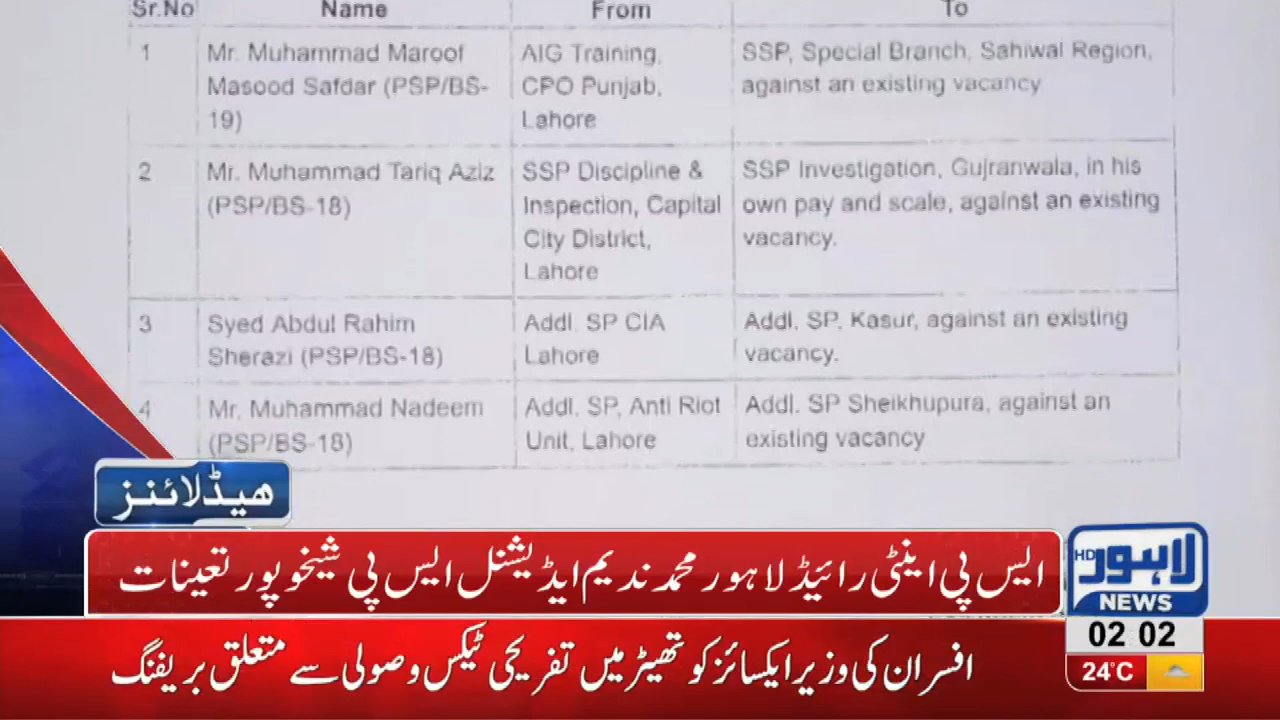 Sr.No Name From To
1 Mr. Muhammad Maroof AIG Training, SSP, Special Branch, Sahiwal Region,
Masood Safdar (PSP/BS- CPO Punjab, against an existing vacancy
19) Lahore
2 Mr. Muhammad Tariq Aziz SSP Discipline & SSP Investigation, Gujranwala, in his
(PSP/BS-18) Inspection, Capital own pay and scale, against an existing
City District, vacancy.
Lahore
3 Syed Abdul Rahim Addl. SP CIA Addl. SP, Kasur, against an existing
Sherazi (PSP/BS-18) Lahore vacancy.
4 Mr. Muhammad Nadeem Addl. SP, Anti Riot Addl. SP Sheikhupura, against an
(PSP/BS-18) Unit, Lahore existing vacancy
ہیڈلائنز
ایس پی اینٹی رائیڈ لاہور محمد ندیم ایڈیشنل ایس پی شیخوپور تعینات
افسران کی وزیر ایکسائز کو تھیٹر میں تفریحی ٹیکس وصولی سے متعلق بریفنگ
لاہور HD
NEWS
02 02
24°C